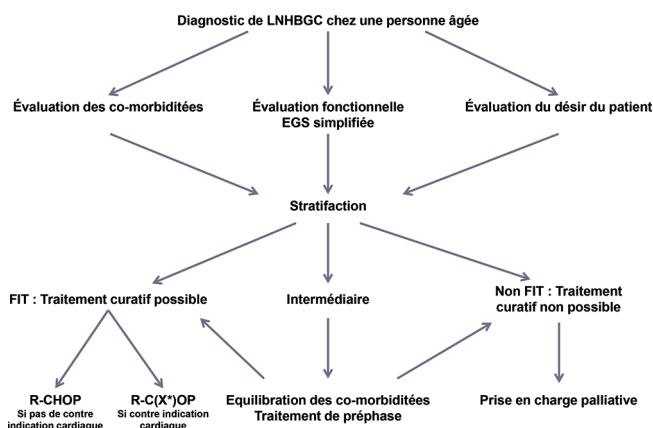 Diagnostic de LNHBGC chez une personne âgée
Évaluation des co-morbiditées
Évaluation fonctionnelle
EGS simplifiée
Évaluation du désir du patient
Stratifaction
FIT : Traitement curatif possible
Intermédiaire
Non FIT : Traitement
curatif non possible
R-CHOP
Si pas de contre
indication cardiaque
R-C(X*)OP
Si contre indication
cardiaque
Equilibration des co-morbiditées
Traitement de préphase
Prise en charge palliative